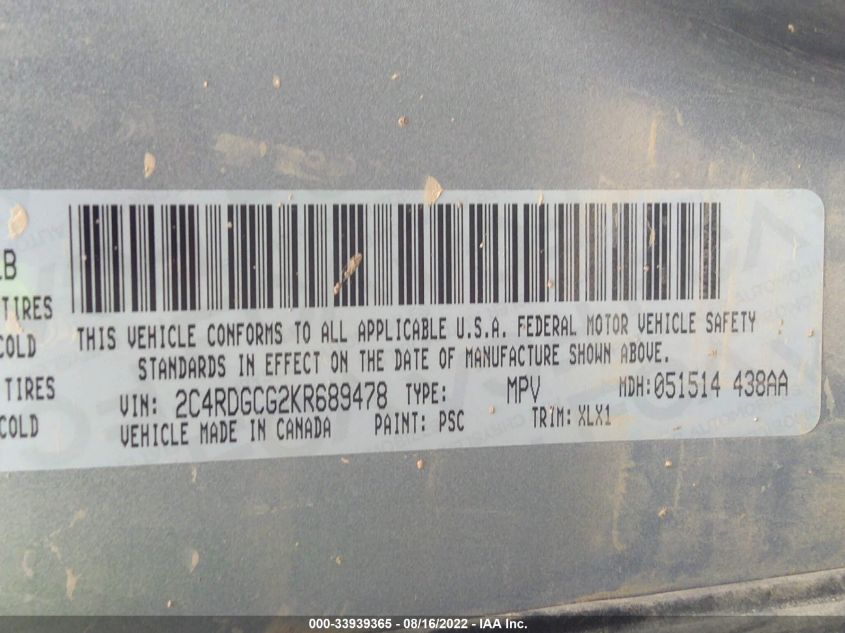 LB
TIRES
COLD
TIRES
COLD
THIS VEHICLE CONFORMS TO ALL APPLICABLE U.S.A. FEDERAL MOTOR VEHICLE SAFETY
STANDARDS IN EFFECT ON THE DATE OF MANUFACTURE SHOWN ABOVE.
VIN: 2C4RDGCG2KR689478 TYPE: MPV MDH:051514 438AA
VEHICLE MADE IN CANADA PAINT: PSC TRIM: XLX1
000-33939365 - 08/16/2022 - IAA Inc.